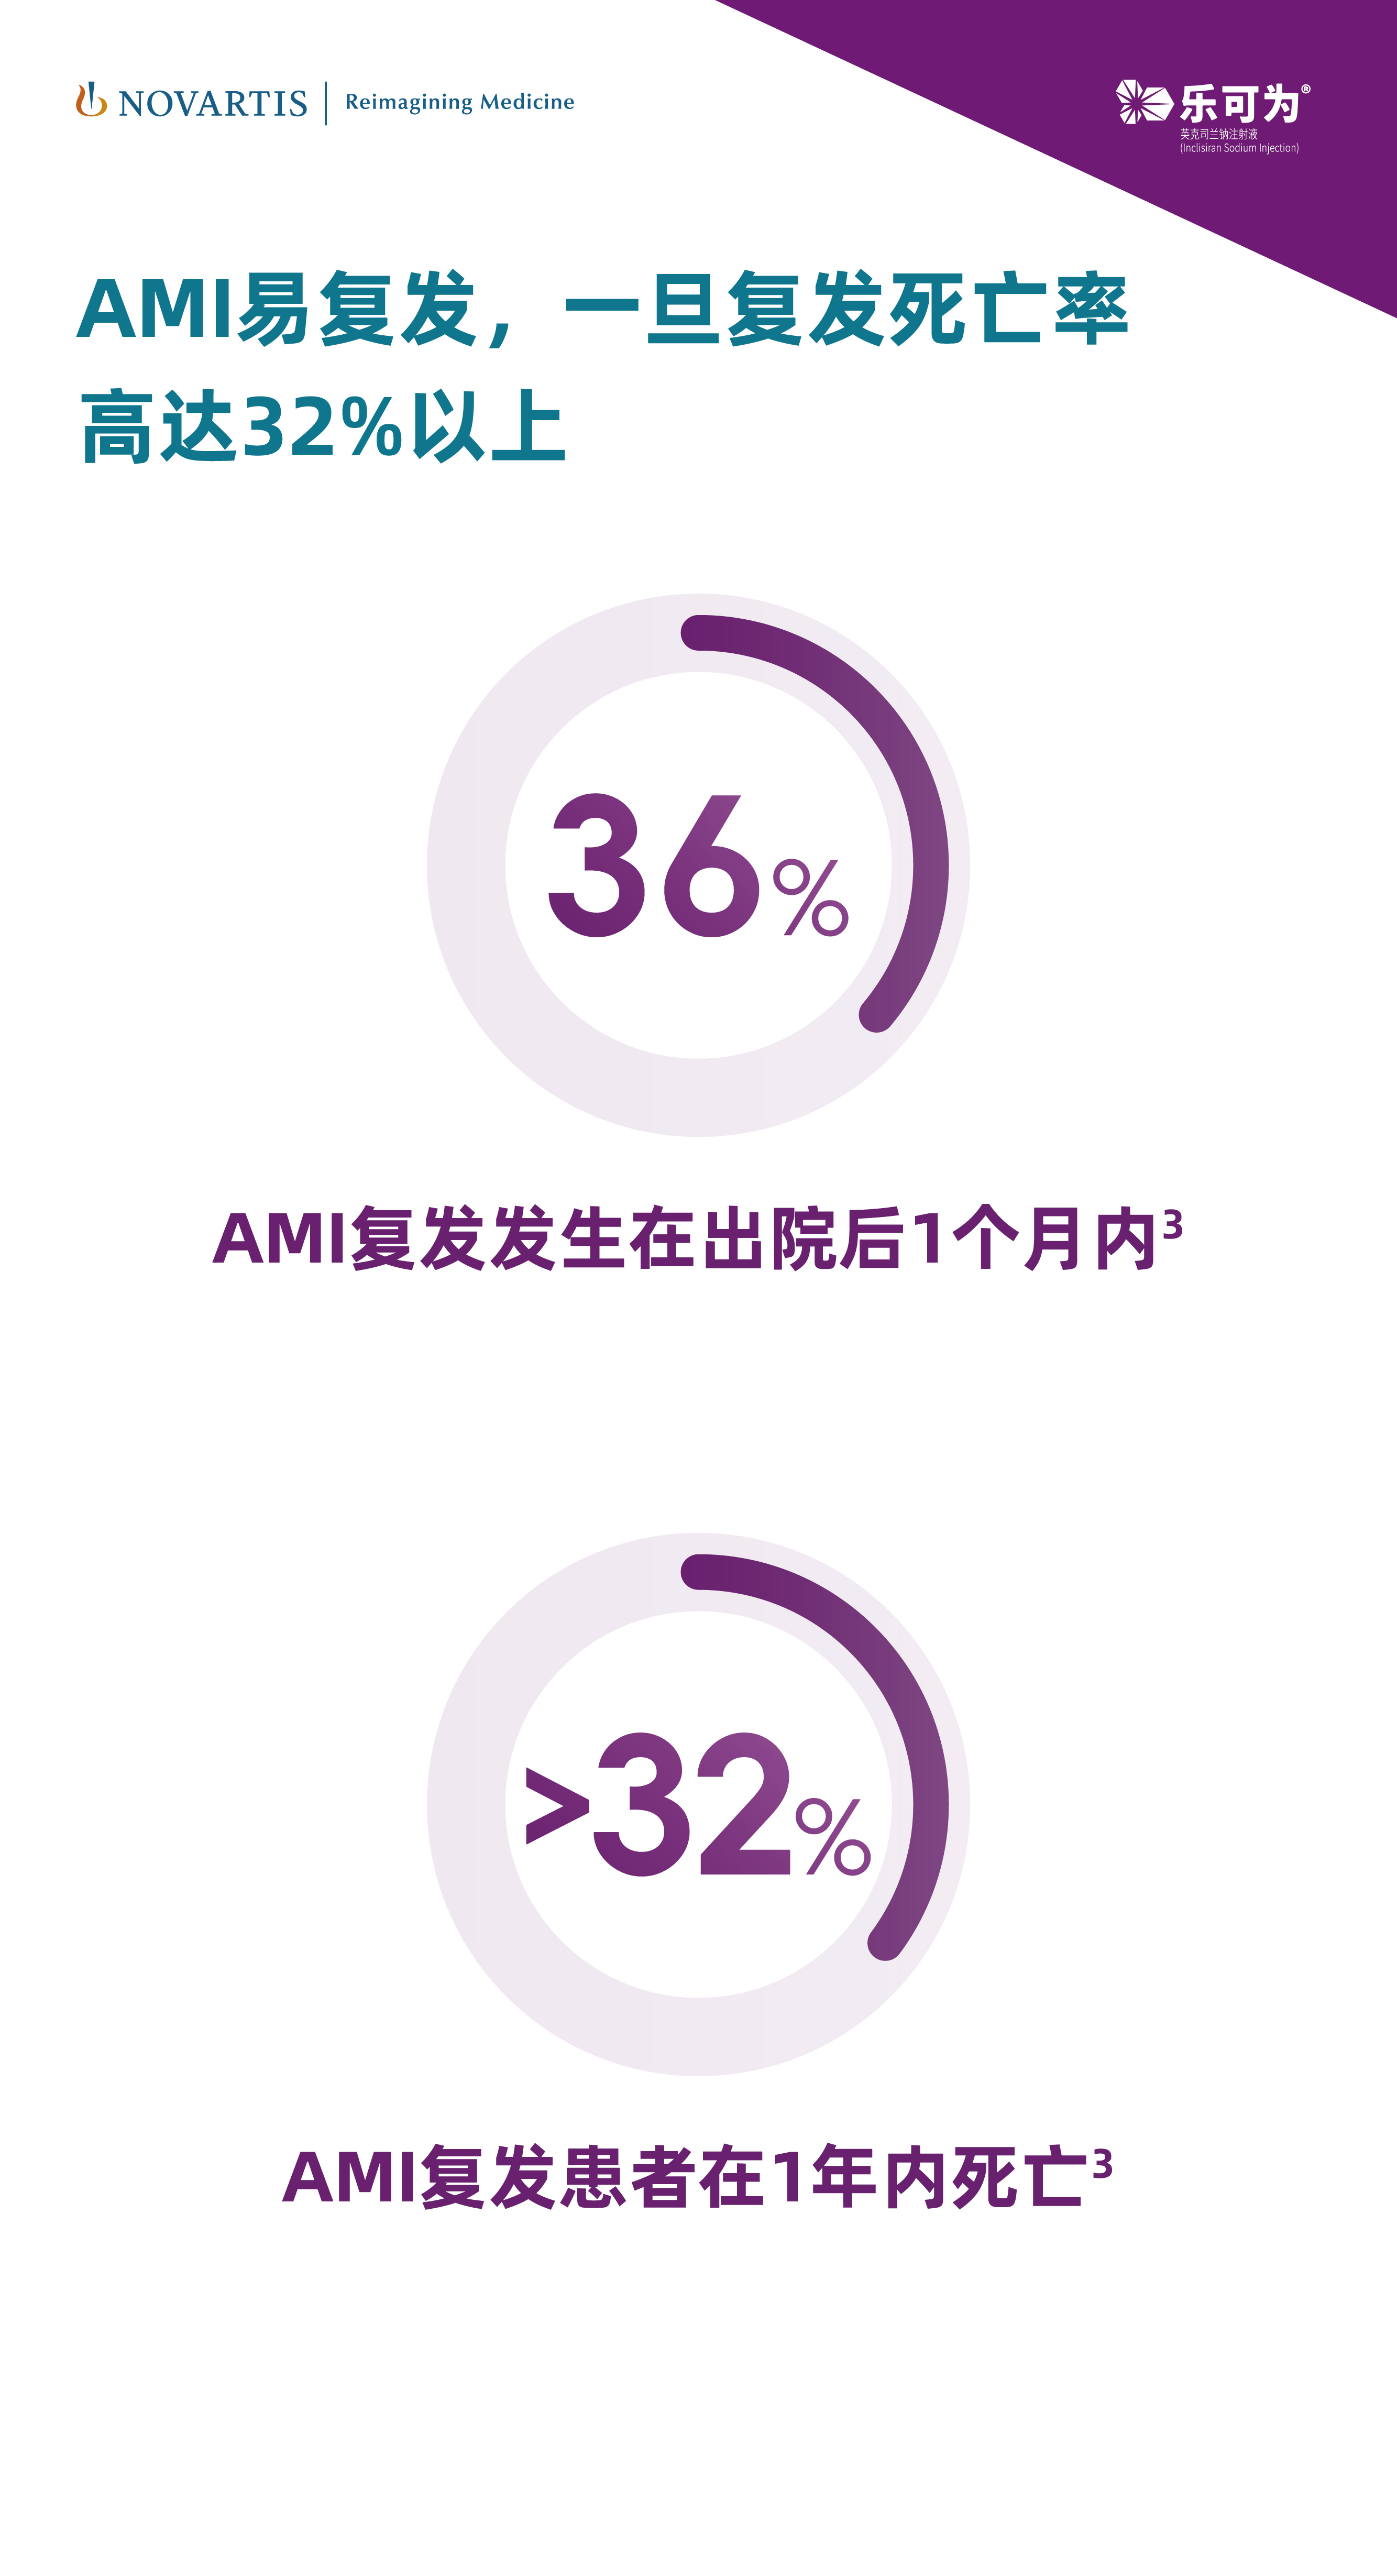 NOVARTIS | Reimagining Medicine
乐可为®
英克司兰钠注射液
(Inclisiran Sodium Injection)
AMI易复发，一旦复发死亡率
高达32%以上
36%
AMI复发发生在出院后1个月内³
>32%
AMI复发患者在1年内死亡³